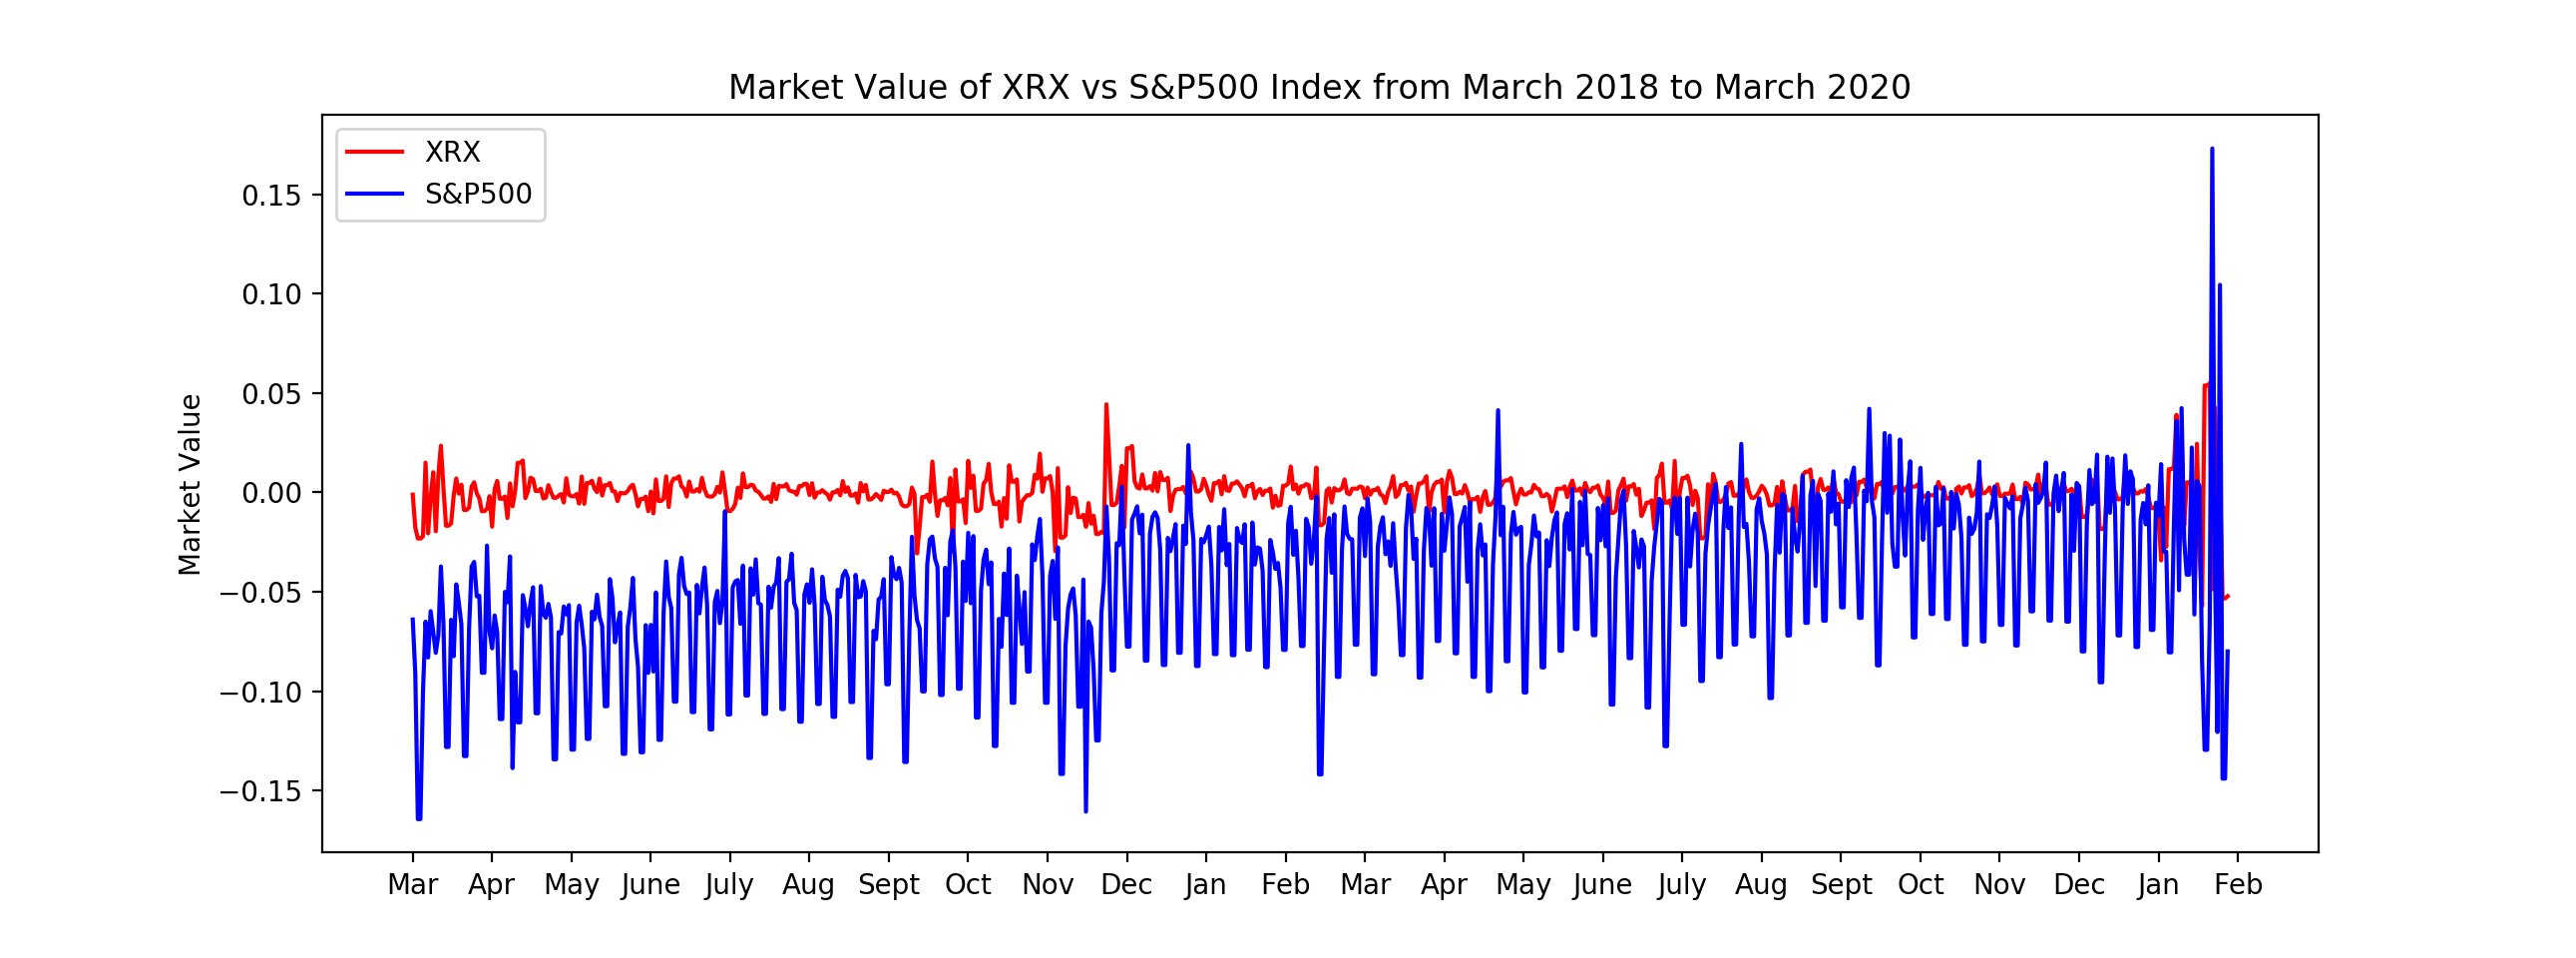 Market Value of XRX vs S&P500 Index from March 2018 to March 2020
XRX
S&P500
Market Value
0.15
0.10
0.05
0.00
−0.05
−0.10
−0.15
Mar Apr May June July Aug Sept Oct Nov Dec Jan Feb Mar Apr May June July Aug Sept Oct Nov Dec Jan Feb